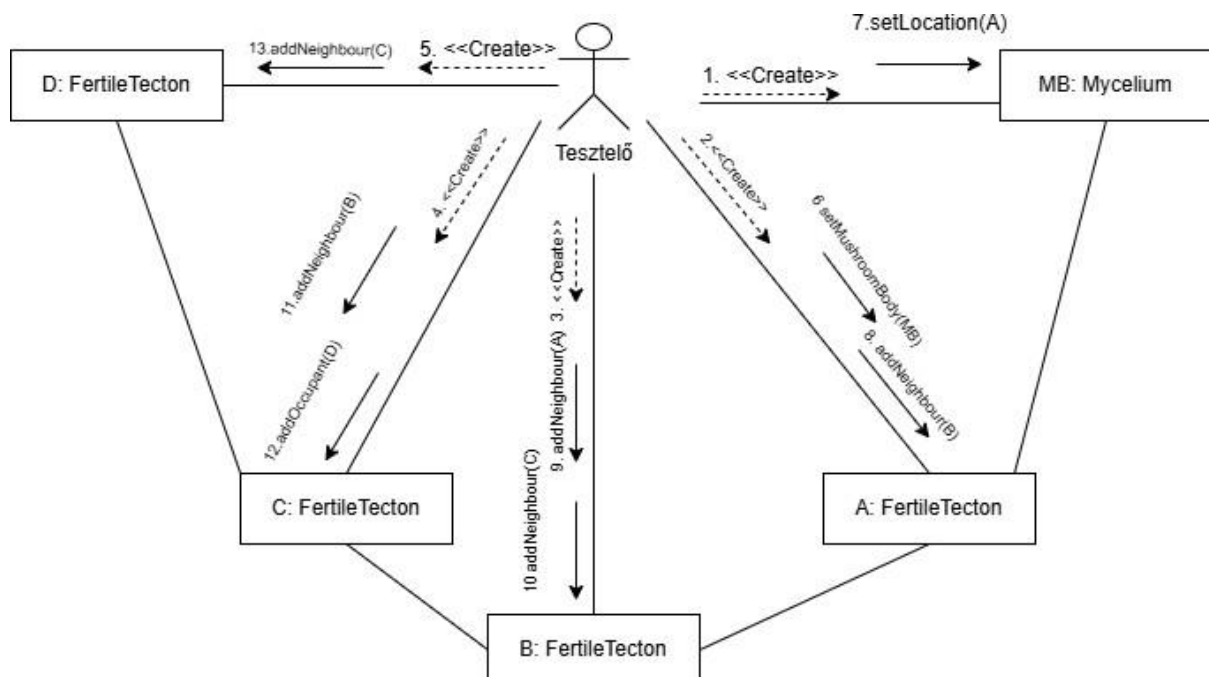 7.setLocation(A)
13.addNeighbour(C)
5. <<Create>>
1. <<Create>>
D: FertileTecton
MB: Mycelium
Tesztelő
4. <<Create>>
2.<<Create>>
11.addNeighbour(B)
3. <<Create>>
6 setMushroomBody(MB)
12.addOccupant(D)
9. addNeighbour(A)
8. addNeighbour(B)
10 addNeighbour(C)
C: FertileTecton
A: FertileTecton
B: FertileTecton